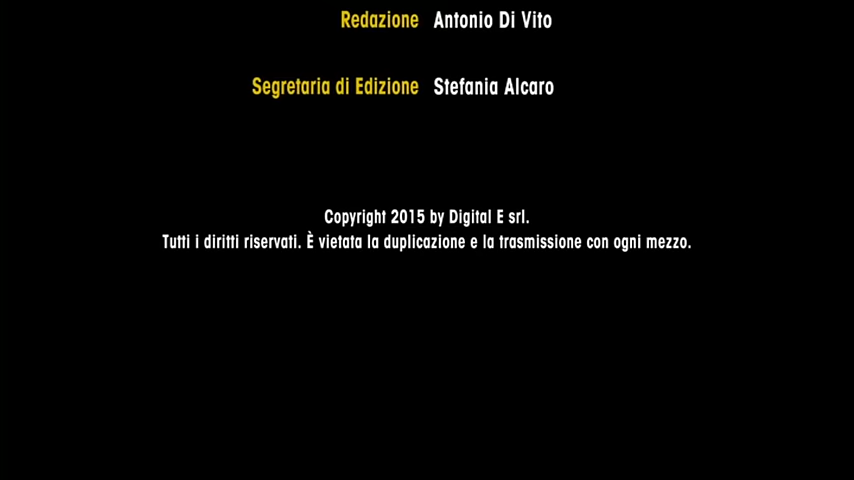 Redazione Antonio Di Vito
Segretaria di Edizione Stefania Alcaro
Copyright 2015 by Digital E srl.
Tutti i diritti riservati. È vietata la duplicazione e la trasmissione con ogni mezzo.